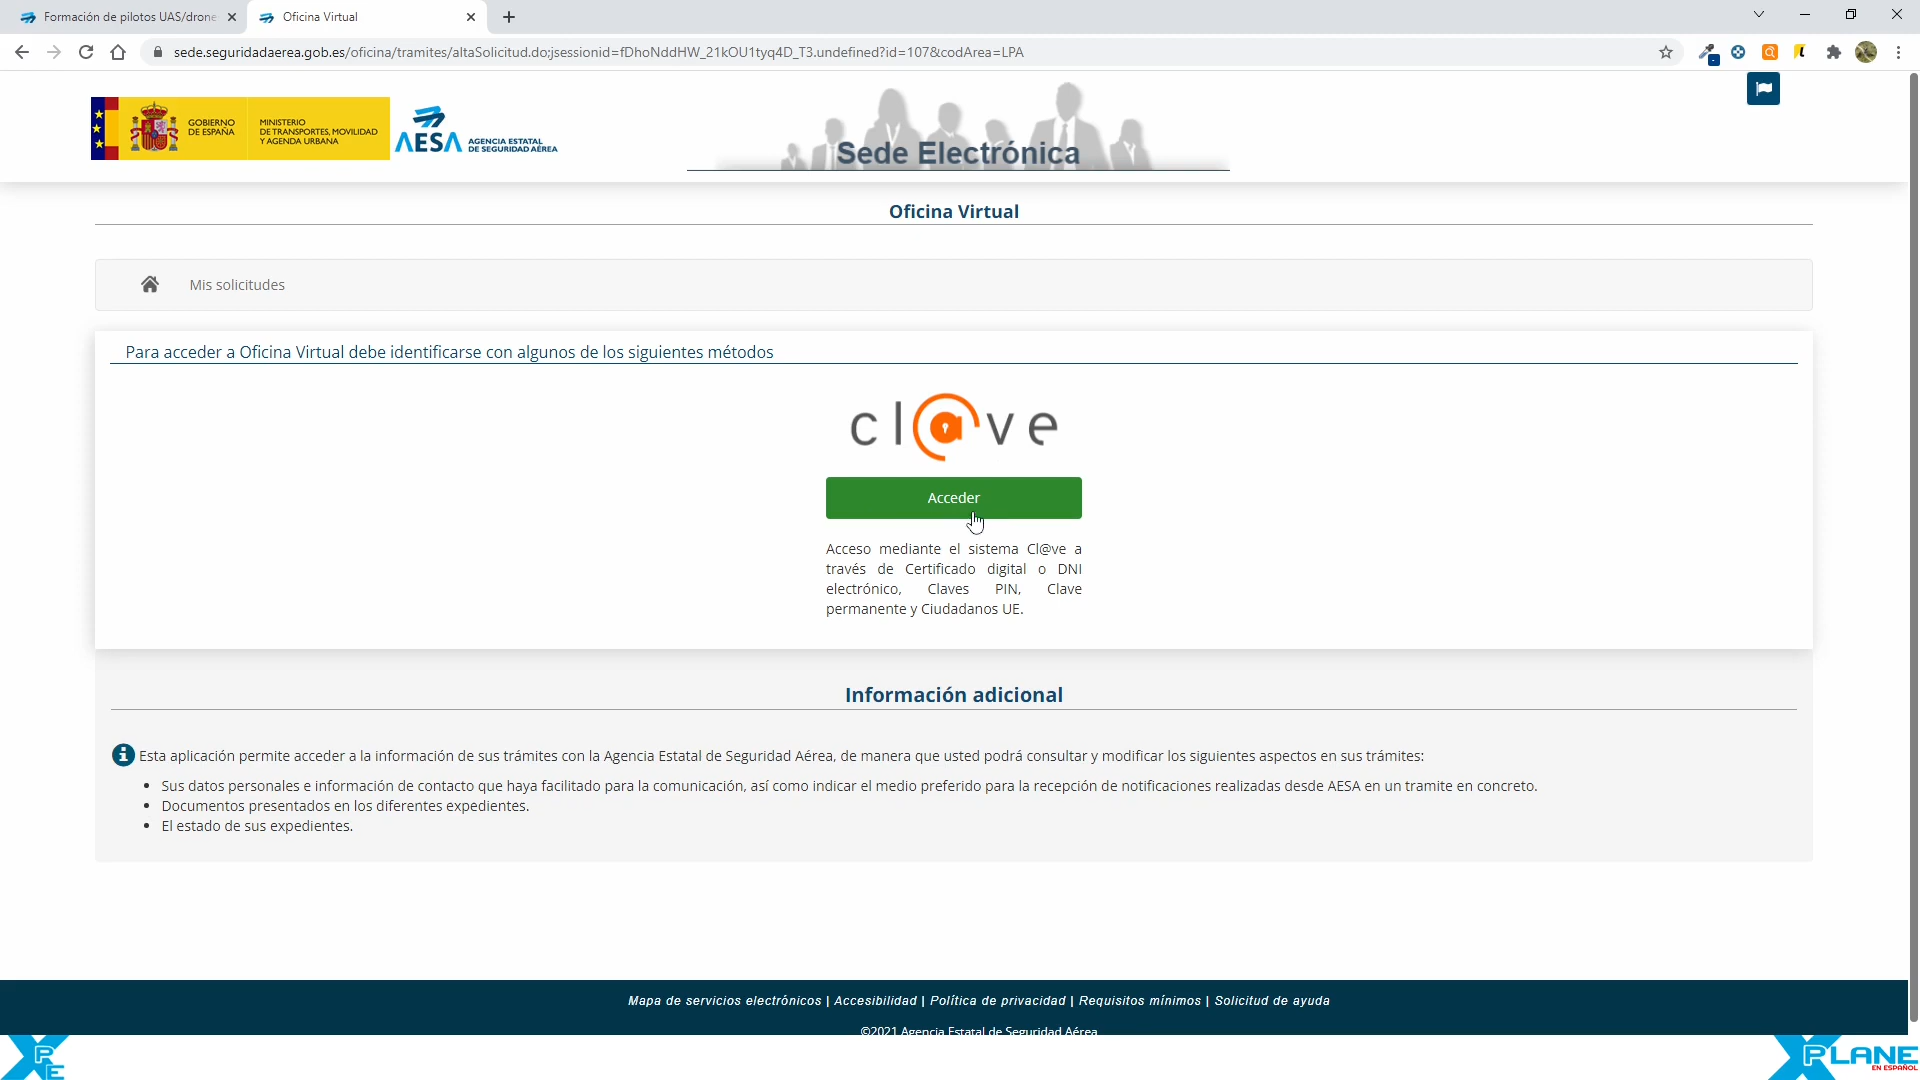 Formación de pilotos UAS/drone
Oficina Virtual
sede.seguridadaerea.gob.es/oficina/tramites/altaSolicitud.do;jsessionid=fDhoNddHW_21kOU1tyq4D_T3.undefined?id=107&codArea=LPA
GOBIERNO
DE ESPAÑA
MINISTERIO
DE TRANSPORTES, MOVILIDAD
Y AGENDA URBANA
AESA AGENCIA ESTATAL
DE SEGURIDAD AÉREA
Sede Electrónica
Oficina Virtual
Mis solicitudes
Para acceder a Oficina Virtual debe identificarse con algunos de los siguientes métodos
cl@ve
Acceder
Acceso mediante el sistema Cl@ve a
través de Certificado digital o DNI
electrónico, Claves PIN, Clave
permanente y Ciudadanos UE.
Información adicional
Esta aplicación permite acceder a la información de sus trámites con la Agencia Estatal de Seguridad Aérea, de manera que usted podrá consultar y modificar los siguientes aspectos en sus trámites:
• Sus datos personales e información de contacto que haya facilitado para la comunicación, así como indicar el medio preferido para la recepción de notificaciones realizadas desde AESA en un tramite en concreto.
• Documentos presentados en los diferentes expedientes.
• El estado de sus expedientes.
Mapa de servicios electrónicos | Accesibilidad | Política de privacidad | Requisitos mínimos | Solicitud de ayuda
©2021 Agencia Estatal de Seguridad Aérea
XPE
XPLANE
EN ESPAÑOL